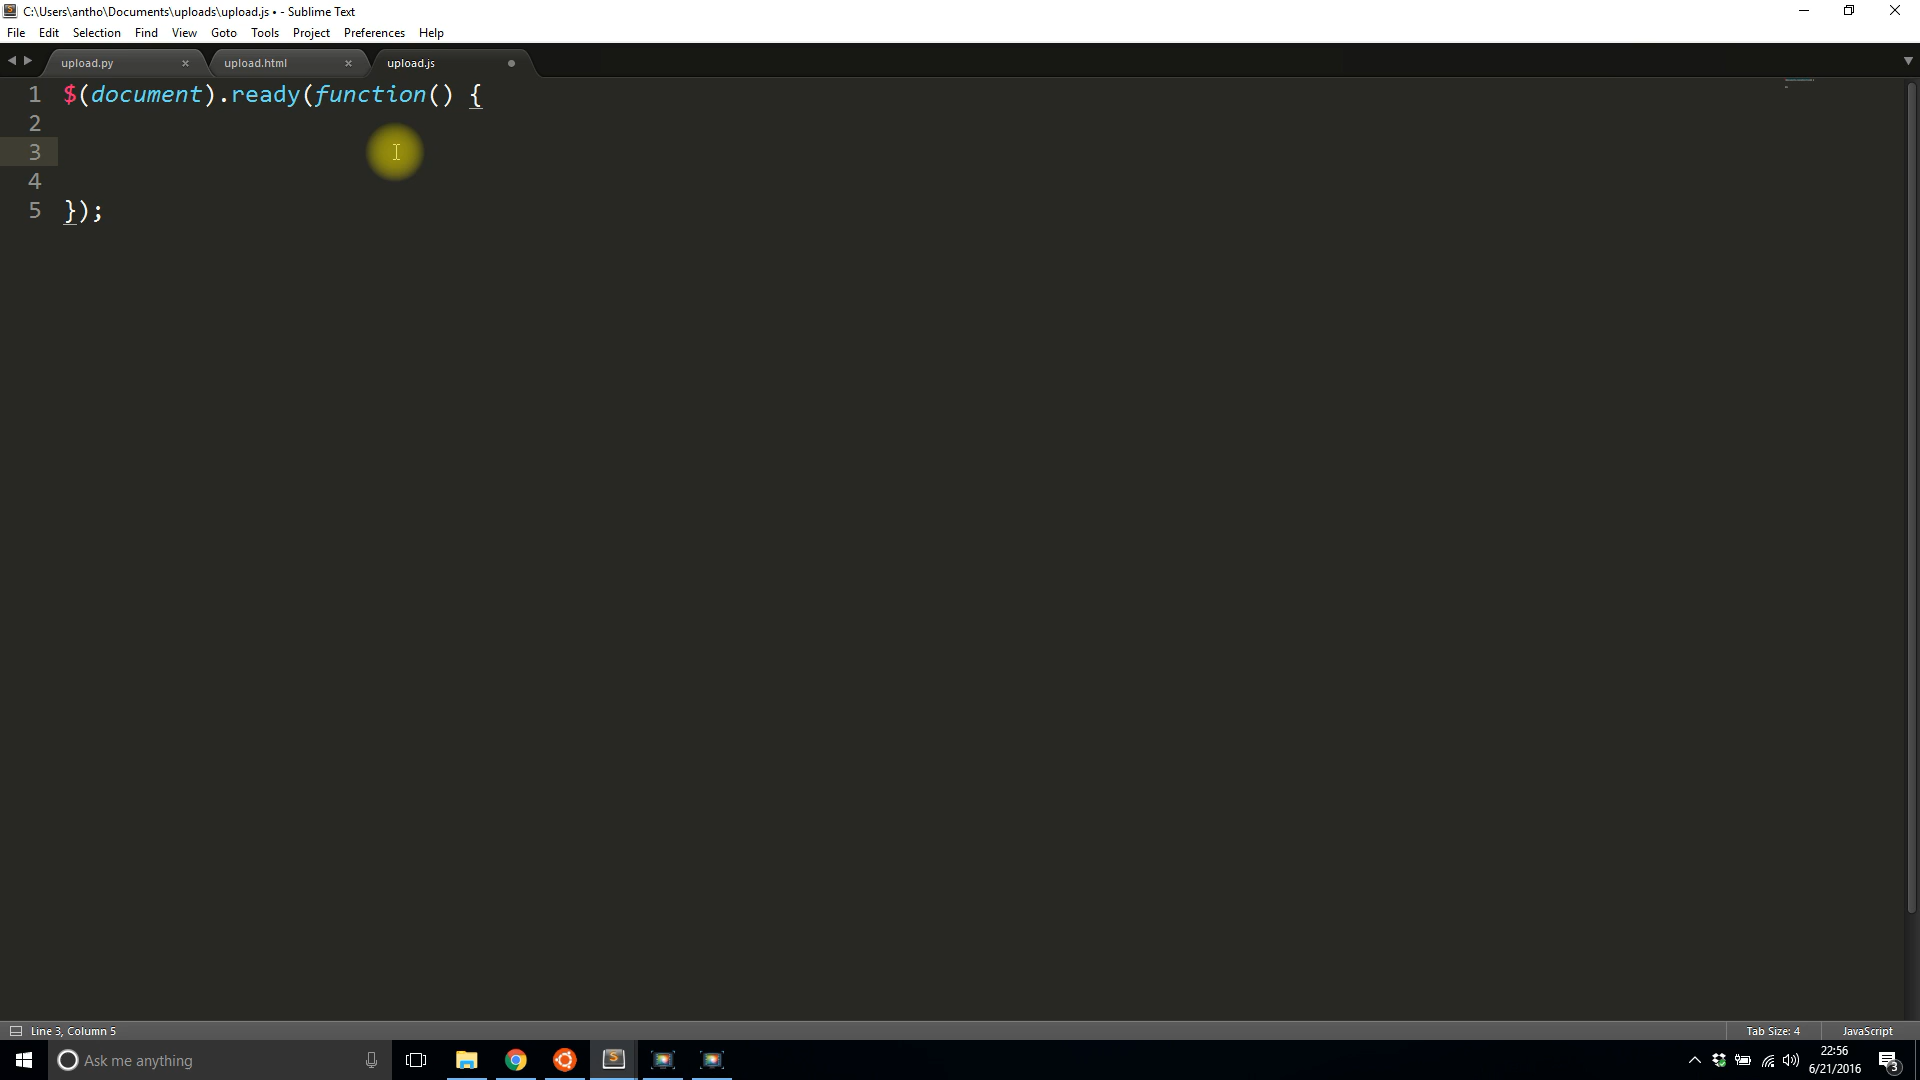 C:\Users\antho\Documents\uploads\upload.js • - Sublime Text
File Edit Selection Find View Goto Tools Project Preferences Help
upload.py × upload.html × upload.js
1 $(document).ready(function() {
2
3
4
5 });
Line 3, Column 5 Tab Size: 4 JavaScript
Ask me anything
22:56
6/21/2016
3